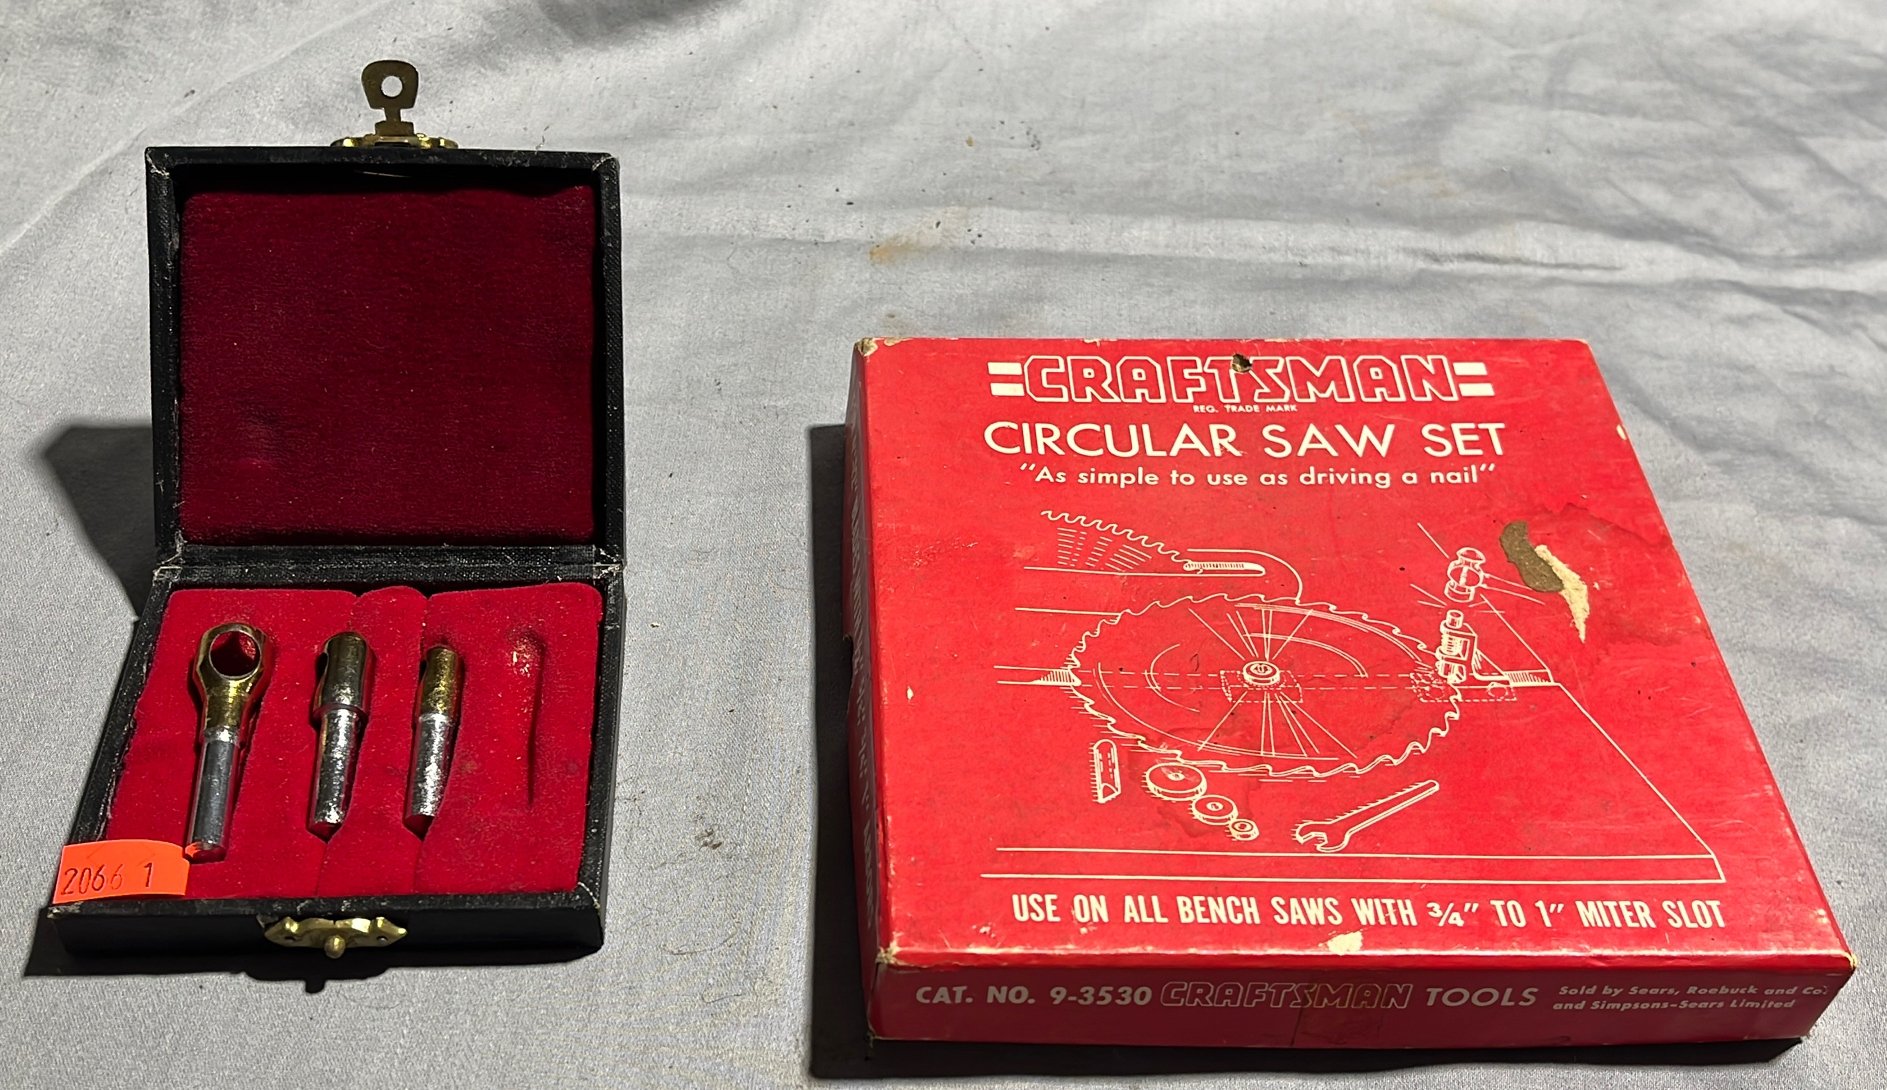 2066 1
CRAFTSMAN
REG. TRADE MARK
CIRCULAR SAW SET
"As simple to use as driving a nail"
USE ON ALL BENCH SAWS WITH 3/4" TO 1" MITER SLOT
CAT. NO. 9-3530 CRAFTSMAN TOOLS
Sold by Sears, Roebuck and Co.
and Simpsons-Sears Limited